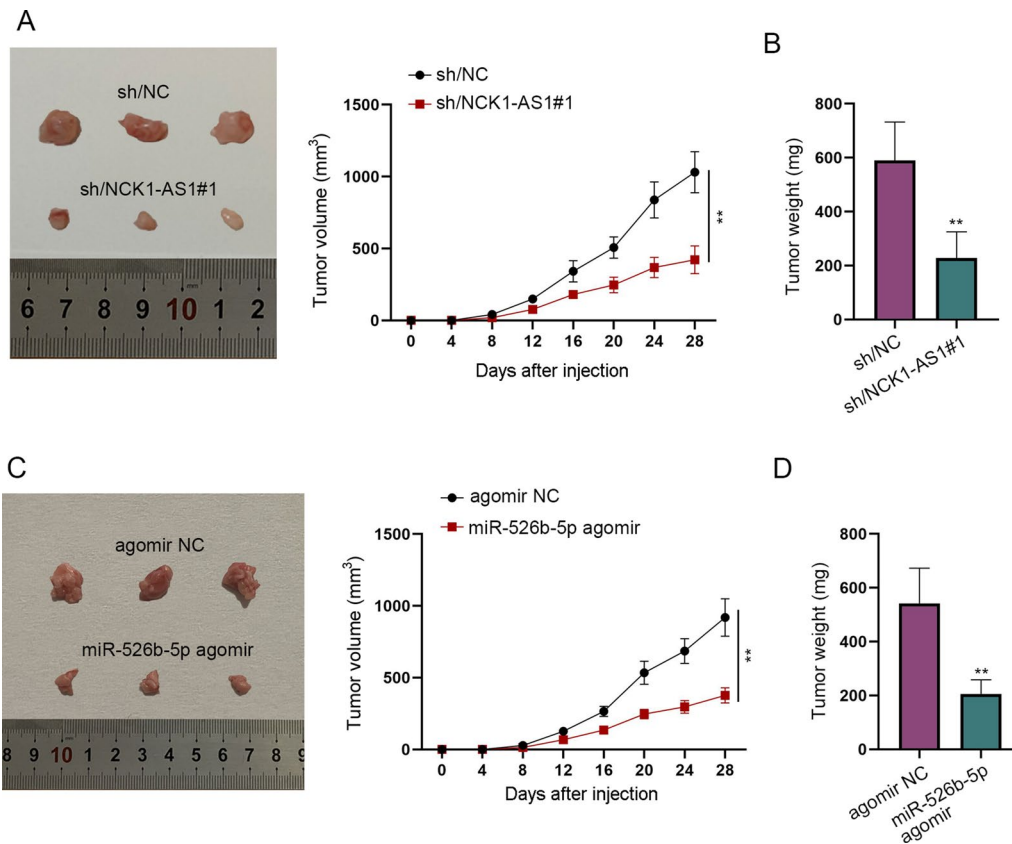 A
sh/NC
sh/NCK1-AS1#1
mm
6 7 8 9 10 1 2
sh/NC
sh/NCK1-AS1#1
Tumor volume (mm3)
1500
1000
500
0
0 4 8 12 16 20 24 28
Days after injection
**
B
Tumor weight (mg)
800
600
400
200
0
**
sh/NC
sh/NCK1-AS1#1
C
agomir NC
miR-526b-5p agomir
8 9 10 1 2 3 4 5 6 7 8 9
agomir NC
miR-526b-5p agomir
Tumor volume (mm3)
1500
1000
500
0
0 4 8 12 16 20 24 28
Days after injection
**
D
Tumor weight (mg)
800
600
400
200
0
**
agomir NC
miR-526b-5p
agomir